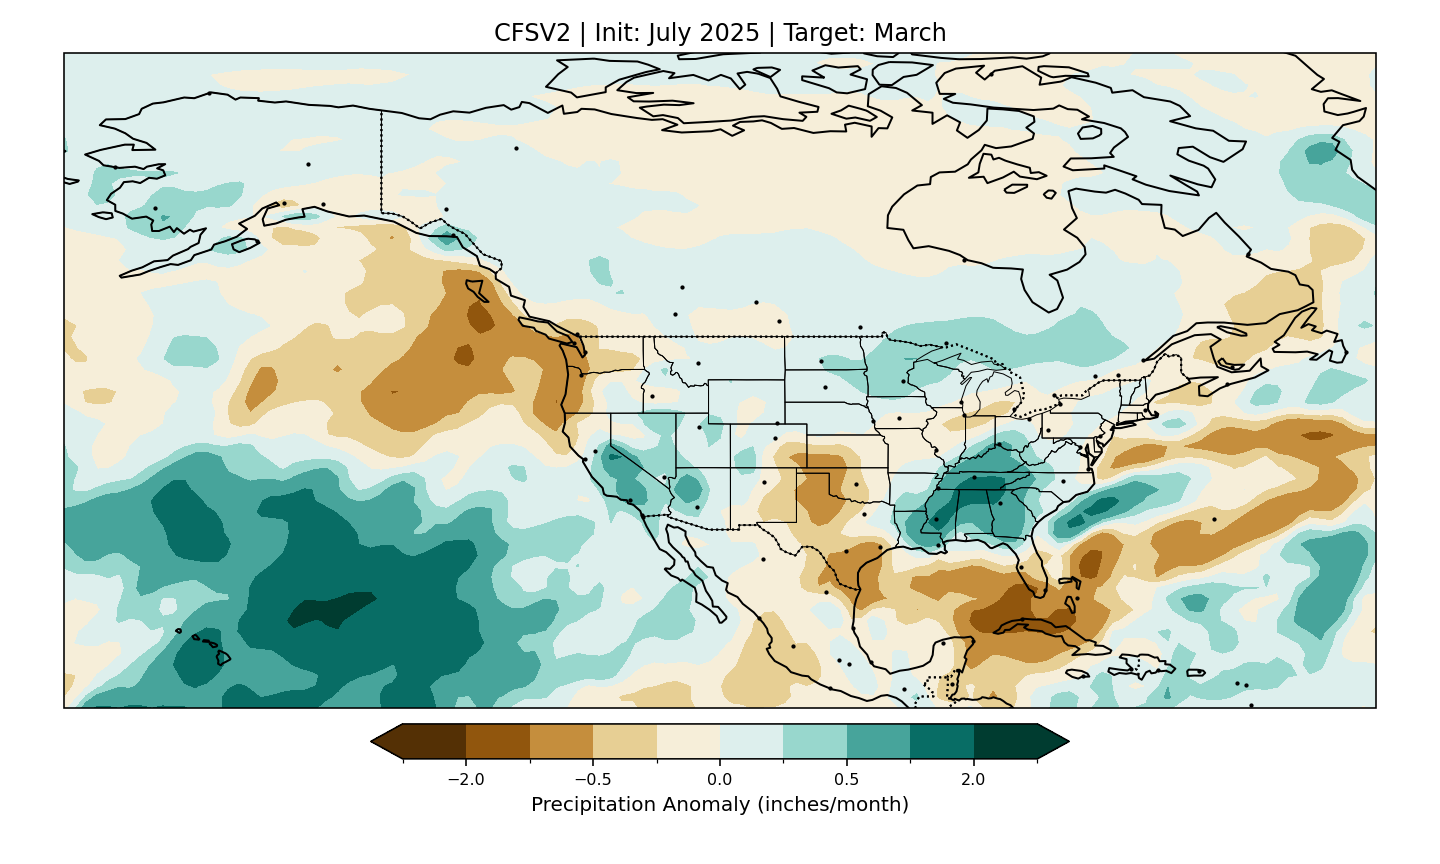 CFSV2 | Init: July 2025 | Target: March
−2.0 −0.5 0.0 0.5 2.0
Precipitation Anomaly (inches/month)